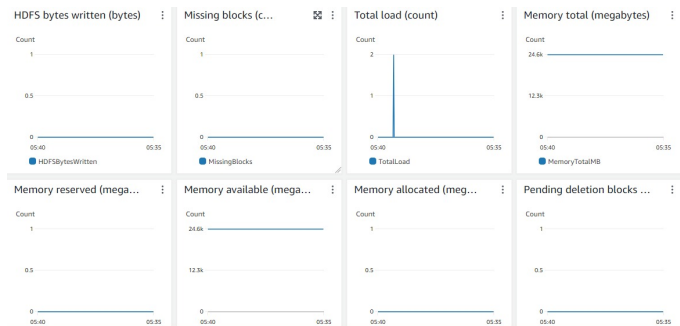 HDFS bytes written (bytes)
Count
1
0.5
0
05:40 05:35
HDFSBytesWritten
Missing blocks (c...
Count
1
0.5
0
05:40 05:35
MissingBlocks
Total load (count)
Count
2
1
0
05:40 05:35
TotalLoad
Memory total (megabytes)
Count
24.6k
12.3k
0
05:40 05:35
MemoryTotalMB
Memory reserved (mega...
Count
1
0.5
0
05:40 05:35
Memory available (mega...
Count
24.6k
12.3k
0
05:40 05:35
Memory allocated (meg...
Count
1
0.5
0
05:40 05:35
Pending deletion blocks ...
Count
1
0.5
0
05:40 05:35